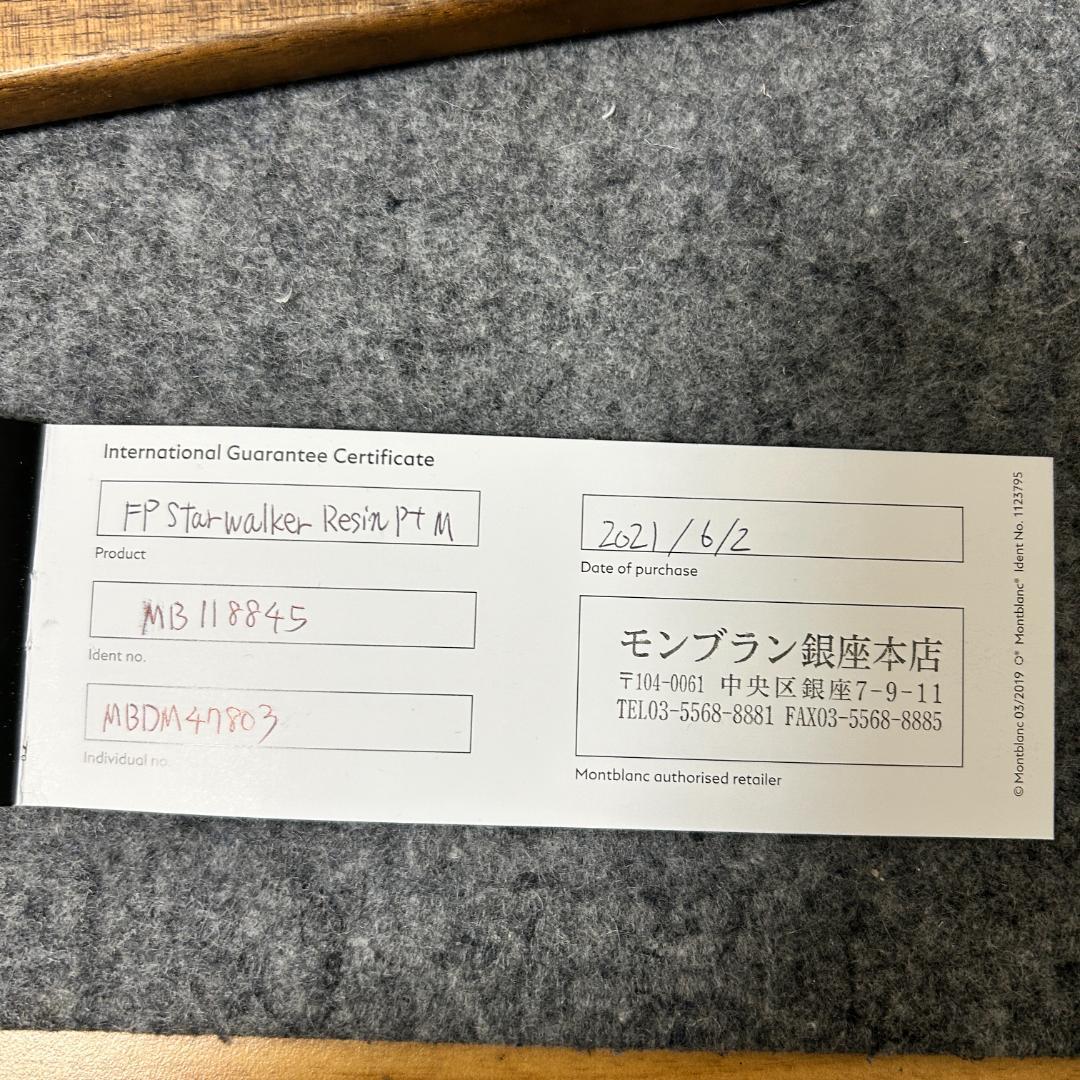 International Guarantee Certificate
FP Starwalker Resin Pt M
Product
MB 118845
Ident no.
MBDM47803
Individual no.
2021/6/2
Date of purchase
モンブラン銀座本店
〒104-0061 中央区銀座7-9-11
TEL03-5568-8881 FAX03-5568-8885
Montblanc authorised retailer
© Montblanc 03/2019 O® Montblanc® Ident No. 1123795